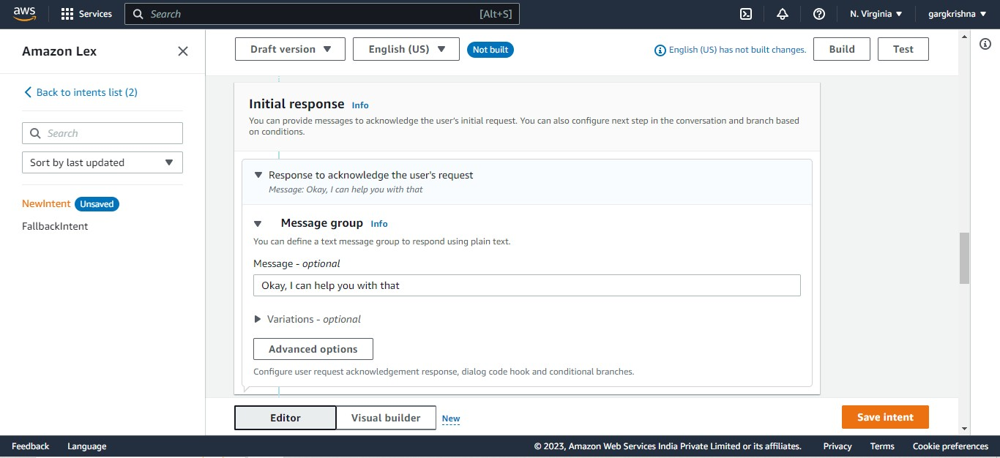 aws
Services
Search
[Alt+S]
N. Virginia
gargkrishna
Amazon Lex
Back to intents list (2)
Search
Sort by last updated
NewIntent Unsaved
FallbackIntent
Draft version
English (US)
Not built
English (US) has not built changes.
Build
Test
Initial response Info
You can provide messages to acknowledge the user's initial request. You can also configure next step in the conversation and branch based
on conditions.
Response to acknowledge the user's request
Message: Okay, I can help you with that
Message group Info
You can define a text message group to respond using plain text.
Message - optional
Okay, I can help you with that
Variations - optional
Advanced options
Configure user request acknowledgement response, dialog code hook and conditional branches.
Editor
Visual builder
New
Save intent
Feedback
Language
© 2023, Amazon Web Services India Private Limited or its affiliates.
Privacy
Terms
Cookie preferences